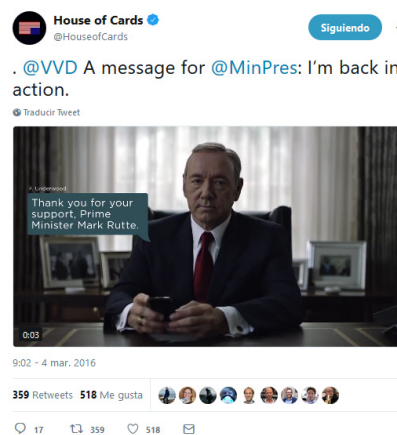 House of Cards
@HouseofCards
Siguiendo
. @VVD A message for @MinPres: I'm back in
action.
Traducir Tweet
F. Underwood
Thank you for your
support, Prime
Minister Mark Rutte.
0:03
9:02 - 4 mar. 2016
359 Retweets 518 Me gusta
17 359 518